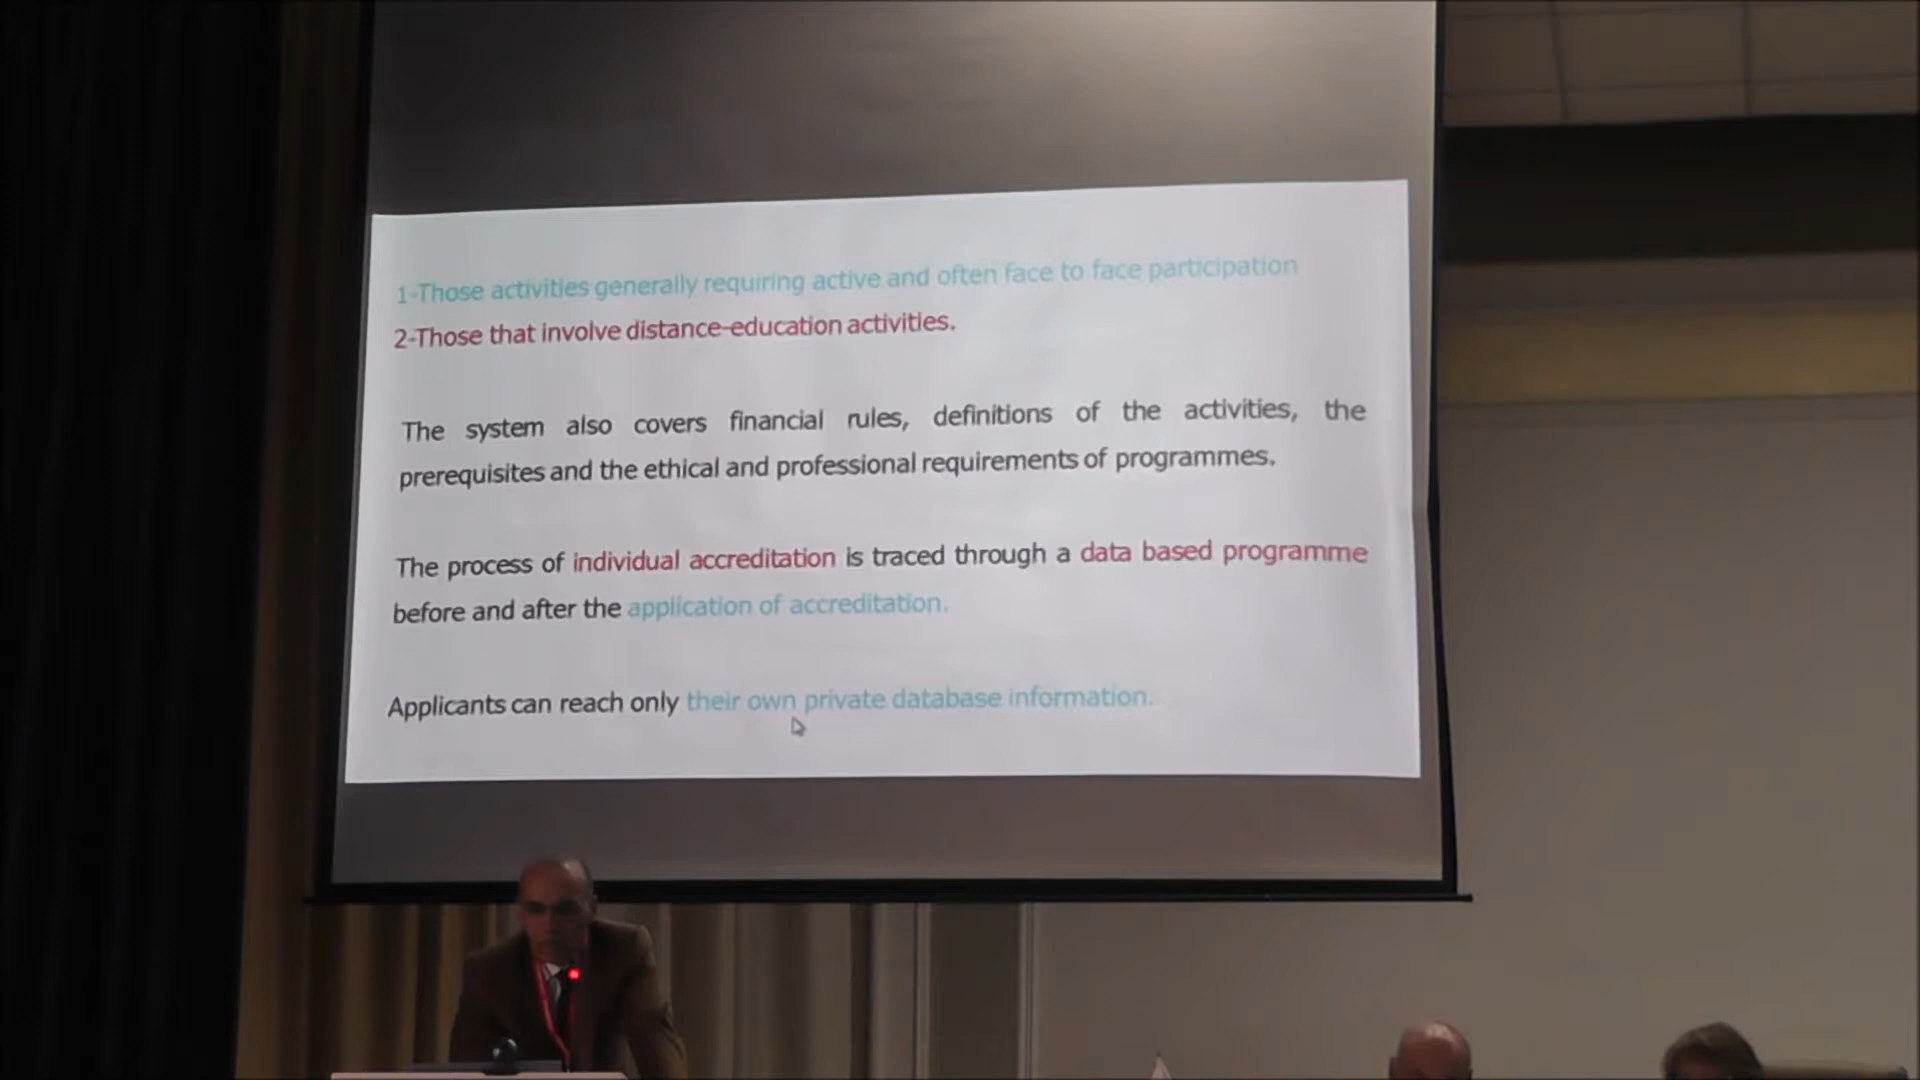 1-Those activities generally requiring active and often face to face participation
2-Those that involve distance-education activities.
The system also covers financial rules, definitions of the activities, the
prerequisites and the ethical and professional requirements of programmes.
The process of individual accreditation is traced through a data based programme
before and after the application of accreditation.
Applicants can reach only their own private database information.